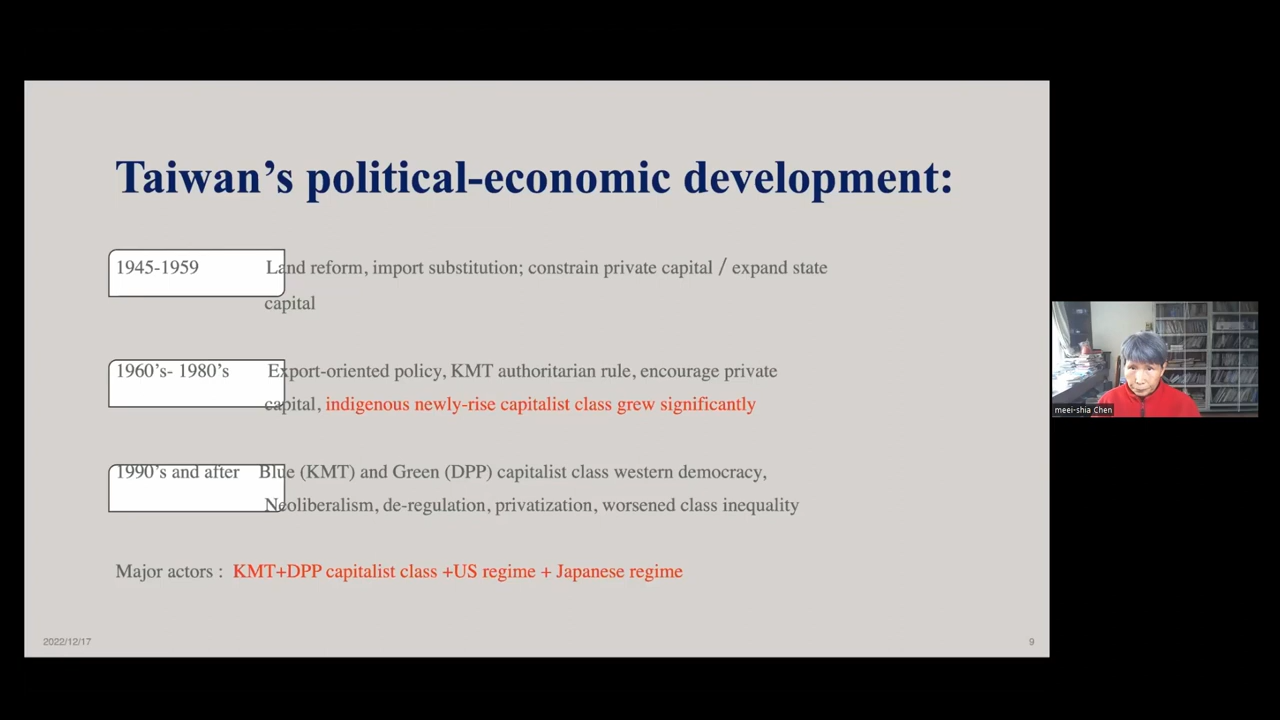 Taiwan’s political-economic development:
1945-1959 Land reform, import substitution; constrain private capital / expand state
capital
1960’s- 1980’s Export-oriented policy, KMT authoritarian rule, encourage private
capital, indigenous newly-rise capitalist class grew significantly
1990’s and after Blue (KMT) and Green (DPP) capitalist class western democracy,
Neoliberalism, de-regulation, privatization, worsened class inequality
Major actors : KMT+DPP capitalist class +US regime + Japanese regime
2022/12/17
9
meei-shia Chen